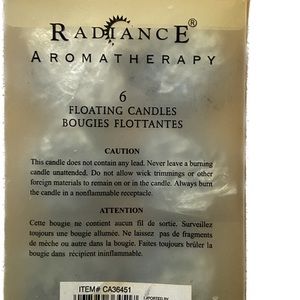 RADIANCE®
AROMATHERAPY
6
FLOATING CANDLES
BOUGIES FLOTTANTES
CAUTION
This candle does not contain any lead. Never leave a burning
candle unattended. Do not allow wick trimmings or other
foreign materials to remain on or in the candle. Always burn
the candle in a nonflammable receptacle.
ATTENTION
Cette bougie ne contient aucun fil de sortie. Surveillez
toujours une bougie allumée. Ne laissez pas de fragments
de mèche ou autre dans la bougie. Faites toujours brûler la
bougie dans récipient ininflammable.
ITEM# CA36451
IMPORTED BY